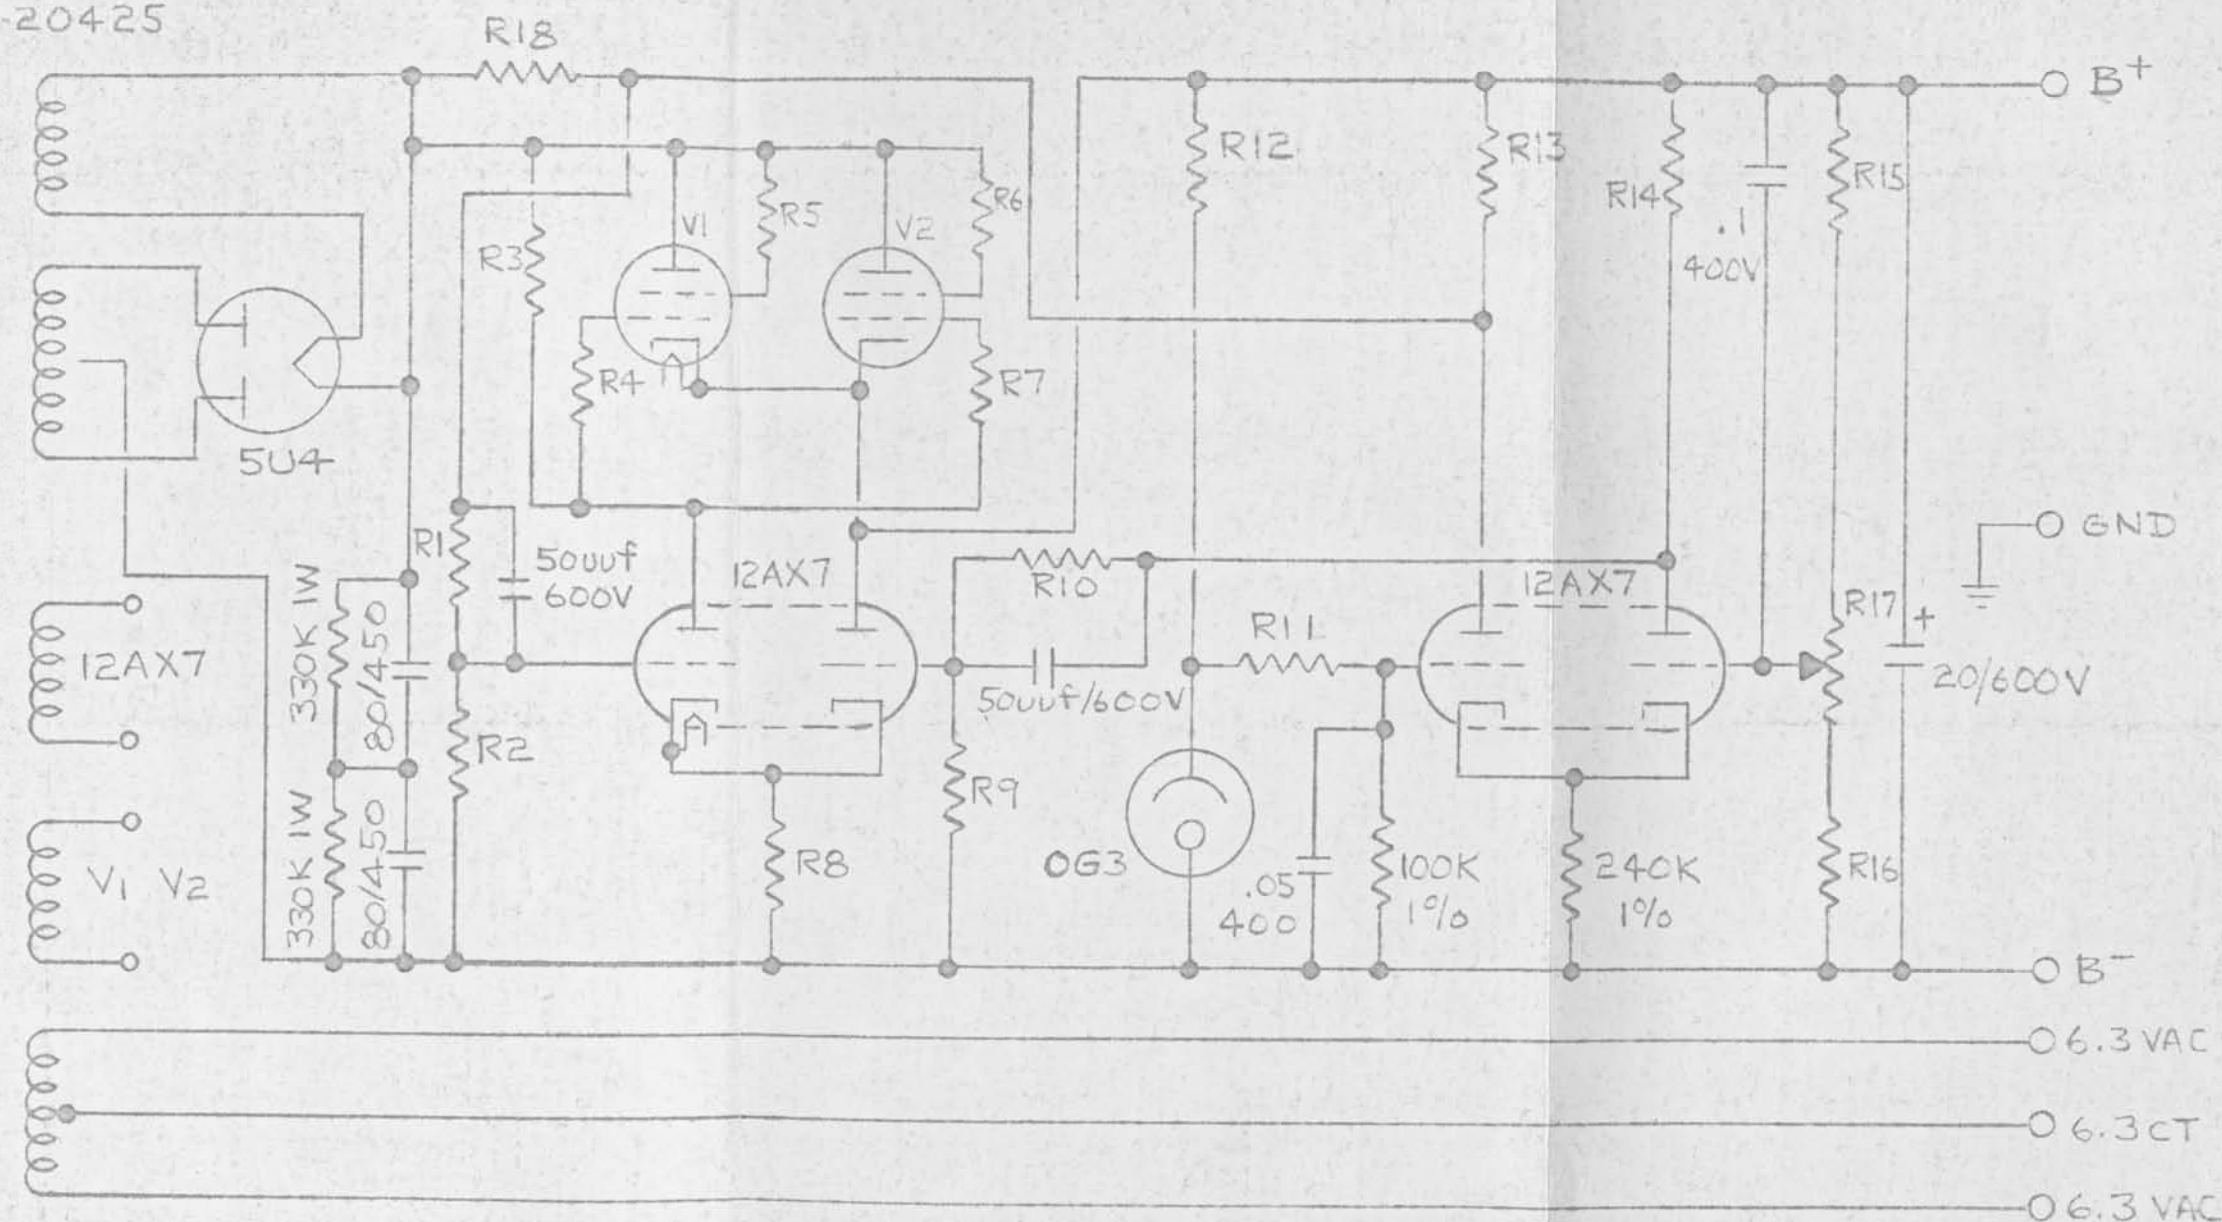 -20425
R18
B+
R12
R13
R14
R15
.1
400V
V1
R5
V2
R6
R3
R4
R7
5U4
GND
R1
50uuf
600V
12AX7
R10
12AX7
R17
+
330K 1W
80/450
12AX7
R11
50uuf/600V
20/600V
R2
R9
330K 1W
80/450
V1 V2
R8
0G3
.05
400
100K
1%
240K
1%
R16
B-
6.3 VAC
6.3CT
6.3 VAC